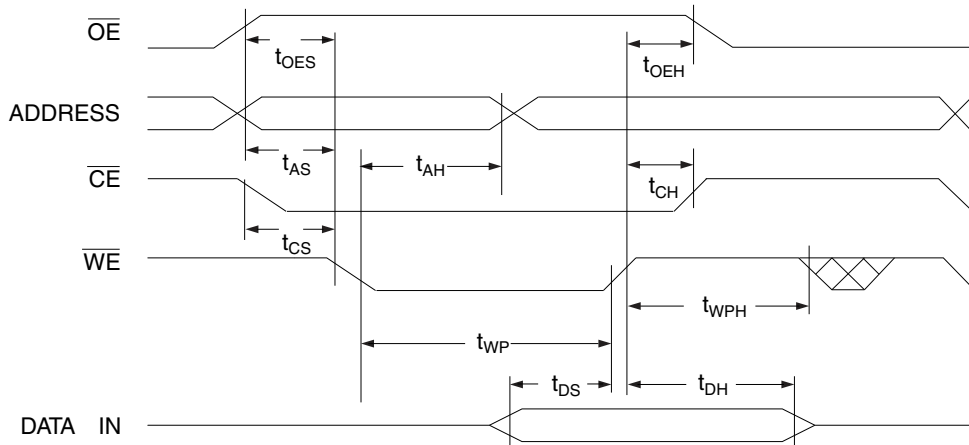 OE
tOES
tOEH
ADDRESS
tAS
tAH
tCH
CE
tCS
WE
tWPH
tWP
tDS
tDH
DATA IN